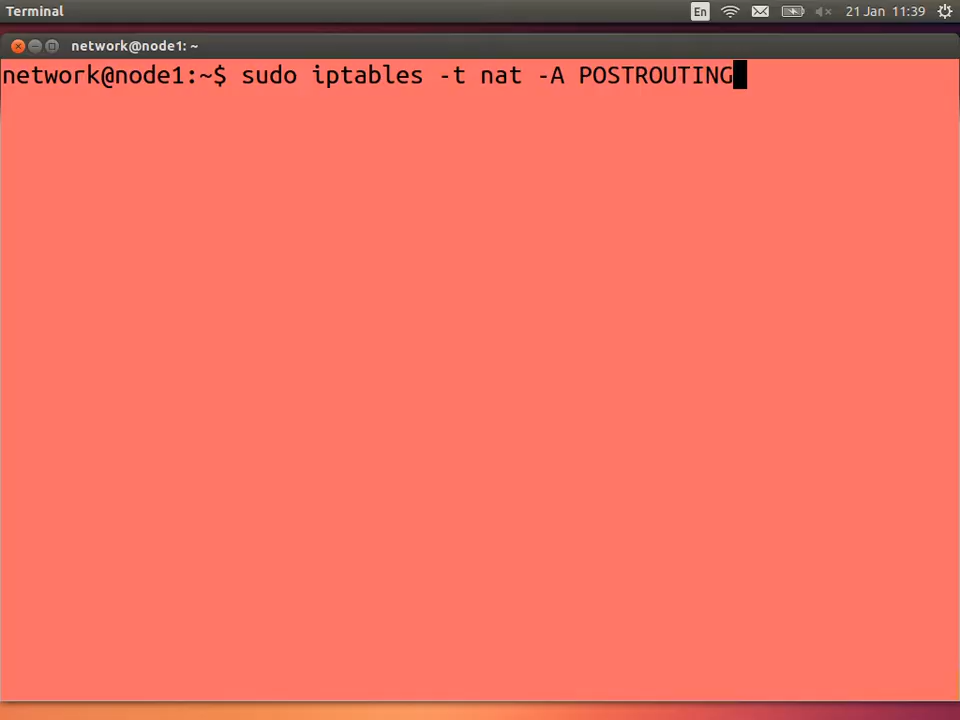 Terminal
En
21 Jan 11:39
network@node1: ~
network@node1:~$ sudo iptables -t nat -A POSTROUTING